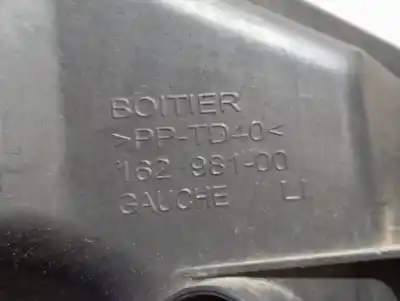 BOITIER
>PP-TD40<
162 981-00
GAUCHE LI